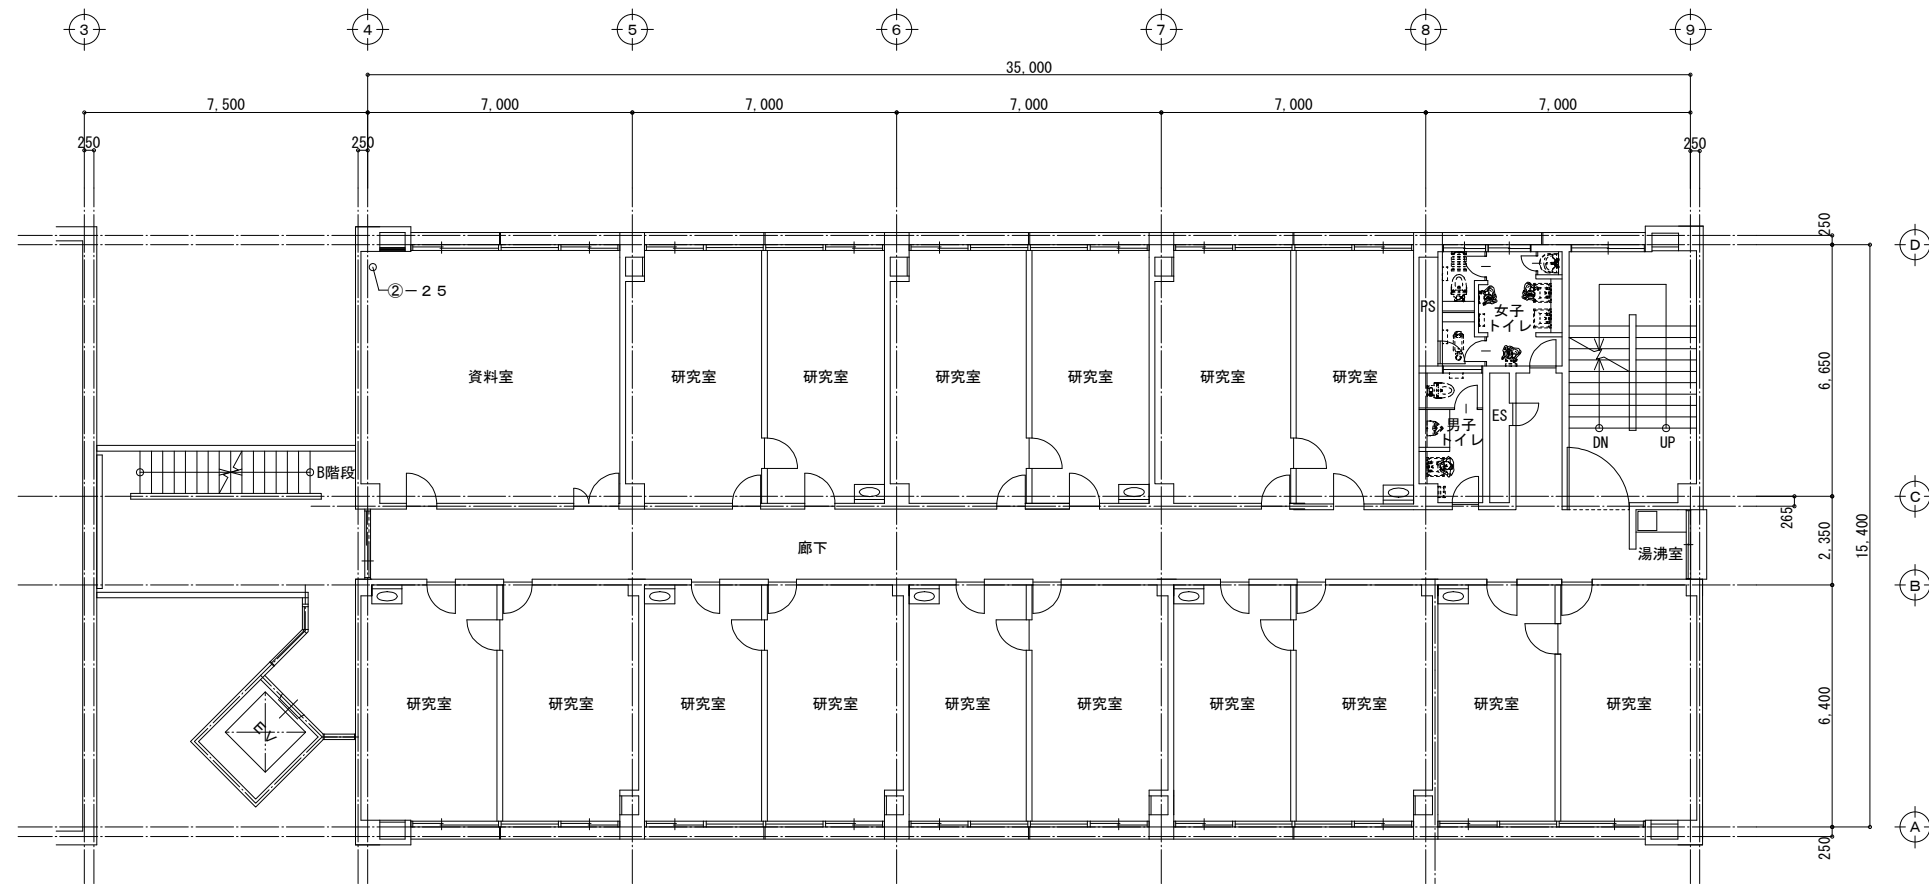 3 4 5 6 7 8 9
35,000
7,500 7,000 7,000 7,000 7,000 7,000
250 250 250
250
D
②-25
PS
女子
トイレ
資料室 研究室 研究室 研究室 研究室 研究室 研究室
6,650
ES
男子
トイレ
DN UP
B階段
C
265
廊下
湯沸室
2,350
15,400
B
研究室 研究室 研究室 研究室 研究室 研究室 研究室 研究室 研究室 研究室
6,400
EV
A
250